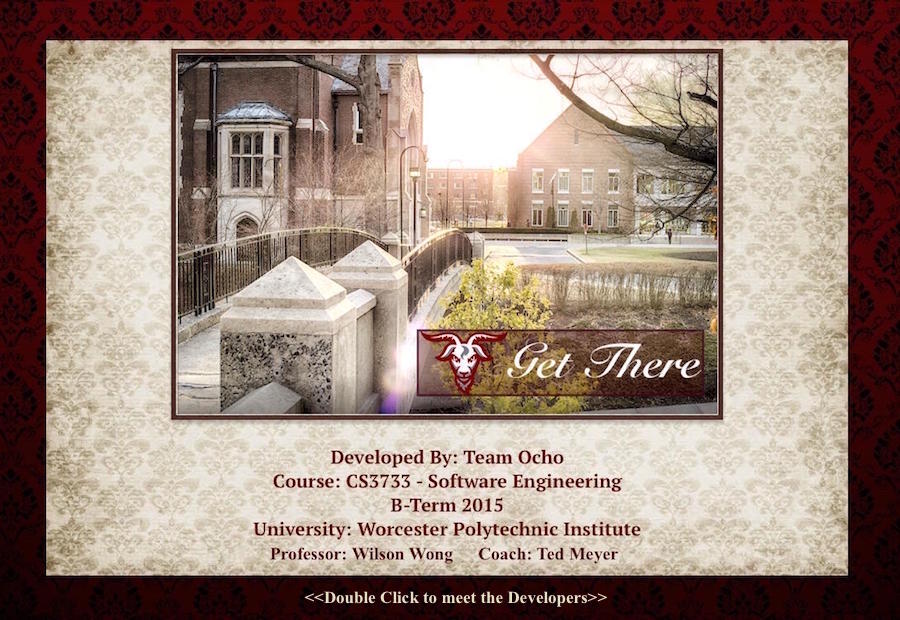 Get There
Developed By: Team Ocho
Course: CS3733 - Software Engineering
B-Term 2015
University: Worcester Polytechnic Institute
Professor: Wilson Wong Coach: Ted Meyer
<<Double Click to meet the Developers>>